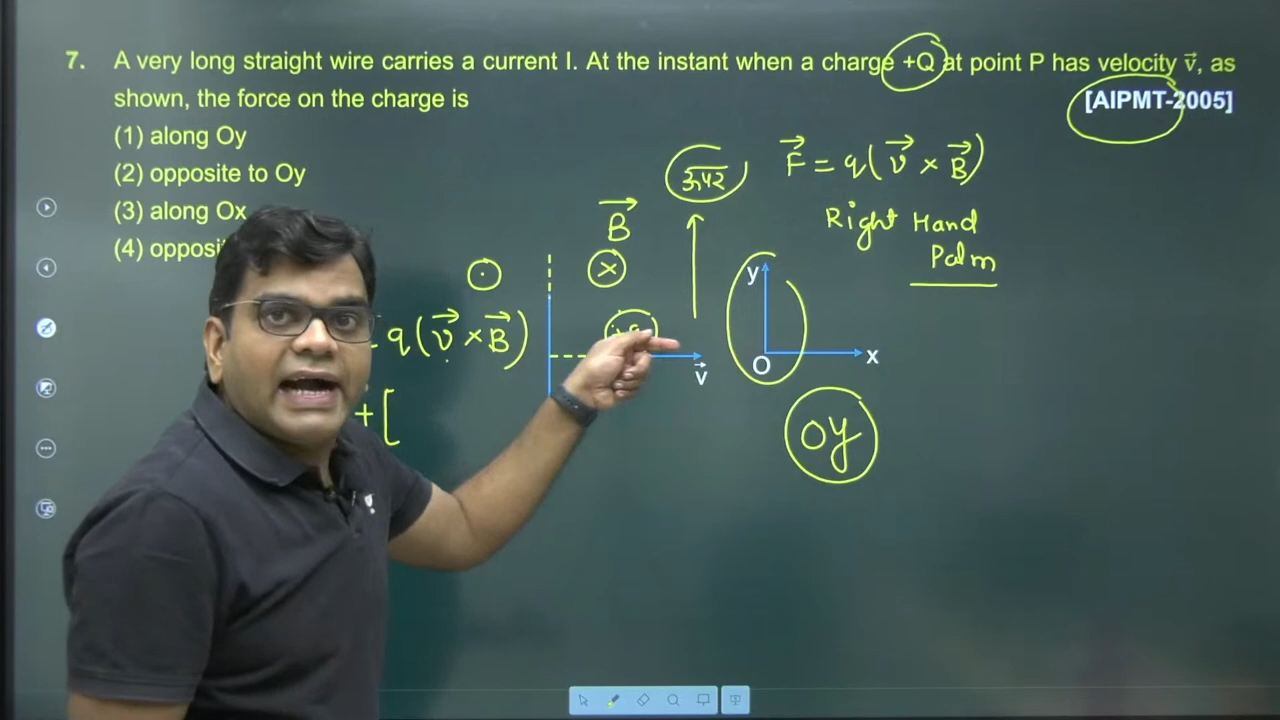 7. A very long straight wire carries a current I. At the instant when a charge +Q at point P has velocity v⃗, as
shown, the force on the charge is
[AIPMT-2005]
(1) along Oy
(2) opposite to Oy
(3) along Ox
(4) opposi
ऊपर
F⃗ = q(v⃗ × B⃗)
Right Hand
Palm
B⃗
y
= q(v⃗ × B⃗)
O
x
v⃗
+ [
oy